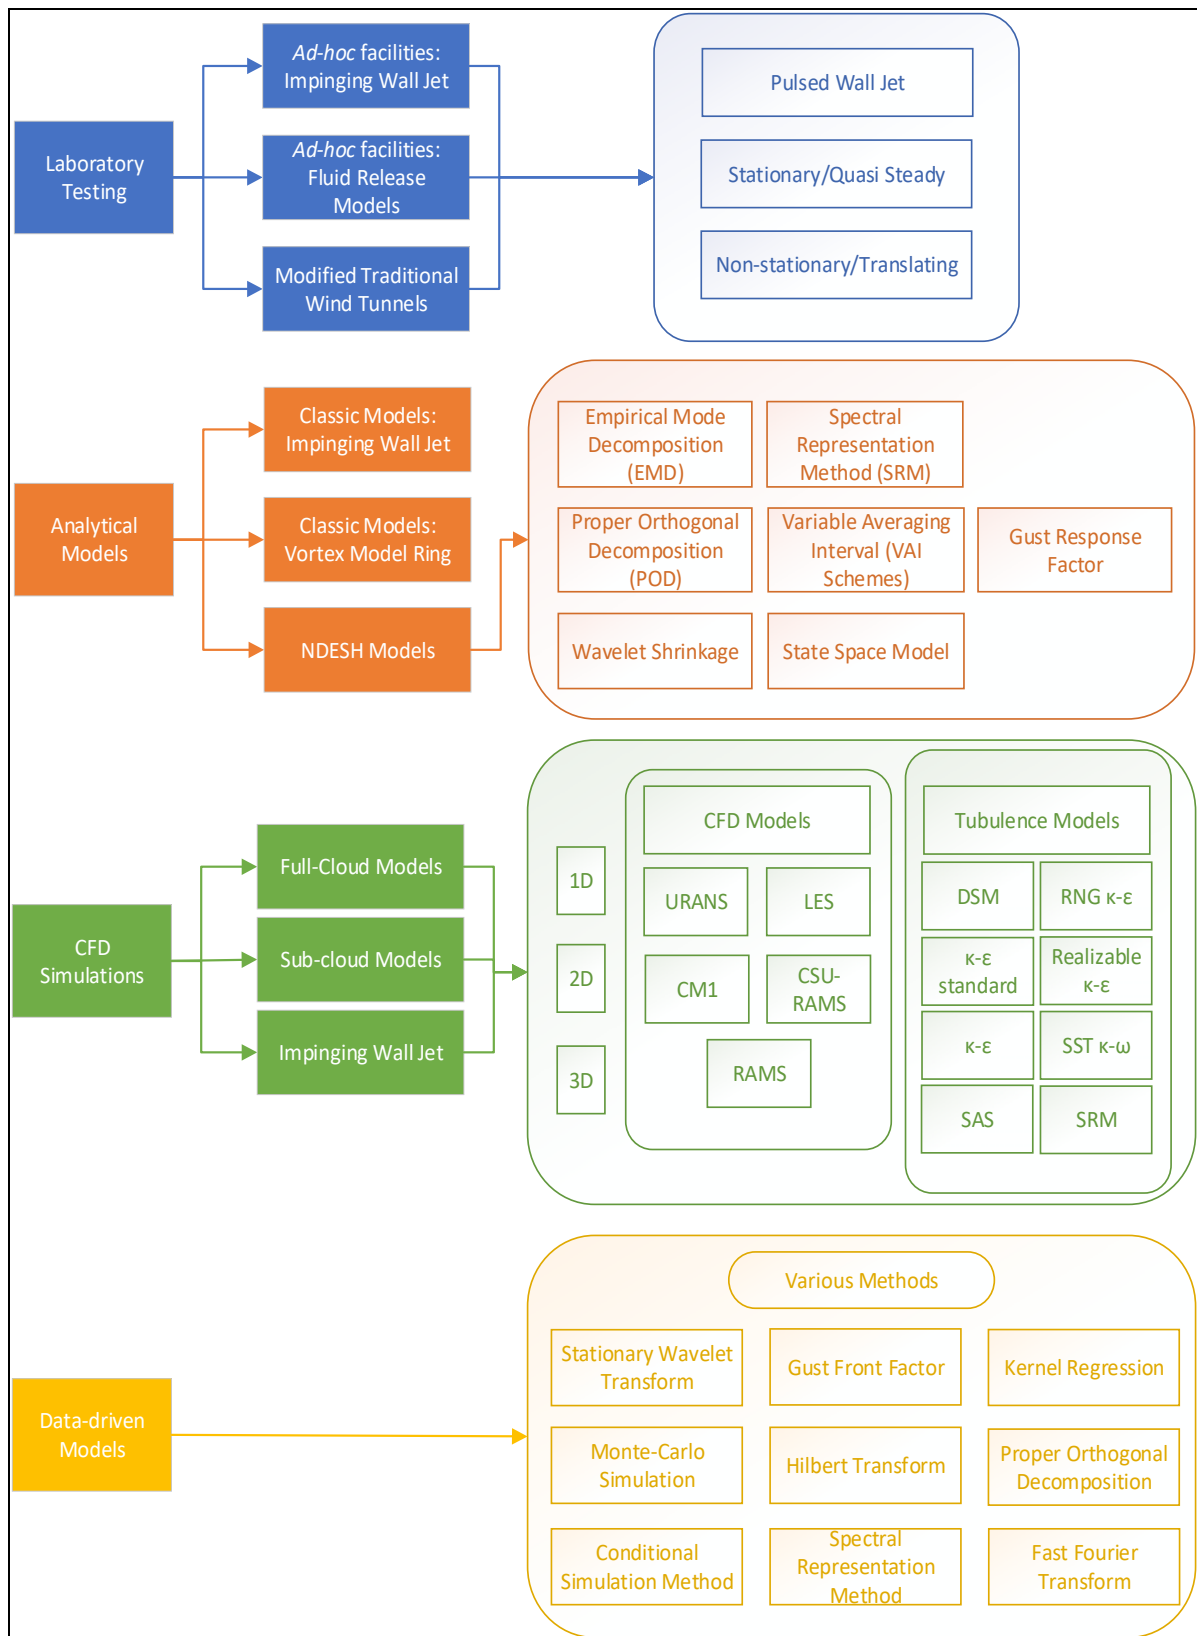 Laboratory
Testing
Ad-hoc facilities:
Impinging Wall Jet
Ad-hoc facilities:
Fluid Release
Models
Modified Traditional
Wind Tunnels
Pulsed Wall Jet
Stationary/Quasi Steady
Non-stationary/Translating
Analytical
Models
Classic Models:
Impinging Wall Jet
Classic Models:
Vortex Model Ring
NDESH Models
Empirical Mode
Decomposition
(EMD)
Spectral
Representation
Method (SRM)
Proper Orthogonal
Decomposition
(POD)
Variable Averaging
Interval (VAI
Schemes)
Gust Response
Factor
Wavelet Shrinkage
State Space Model
CFD
Simulations
Full-Cloud Models
Sub-cloud Models
Impinging Wall Jet
1D
2D
3D
CFD Models
URANS
LES
CM1
CSU-
RAMS
RAMS
Tubulence Models
DSM
RNG κ-ε
κ-ε
standard
Realizable
κ-ε
κ-ε
SST κ-ω
SAS
SRM
Data-driven
Models
Various Methods
Stationary Wavelet
Transform
Gust Front Factor
Kernel Regression
Monte-Carlo
Simulation
Hilbert Transform
Proper Orthogonal
Decomposition
Conditional
Simulation Method
Spectral
Representation
Method
Fast Fourier
Transform